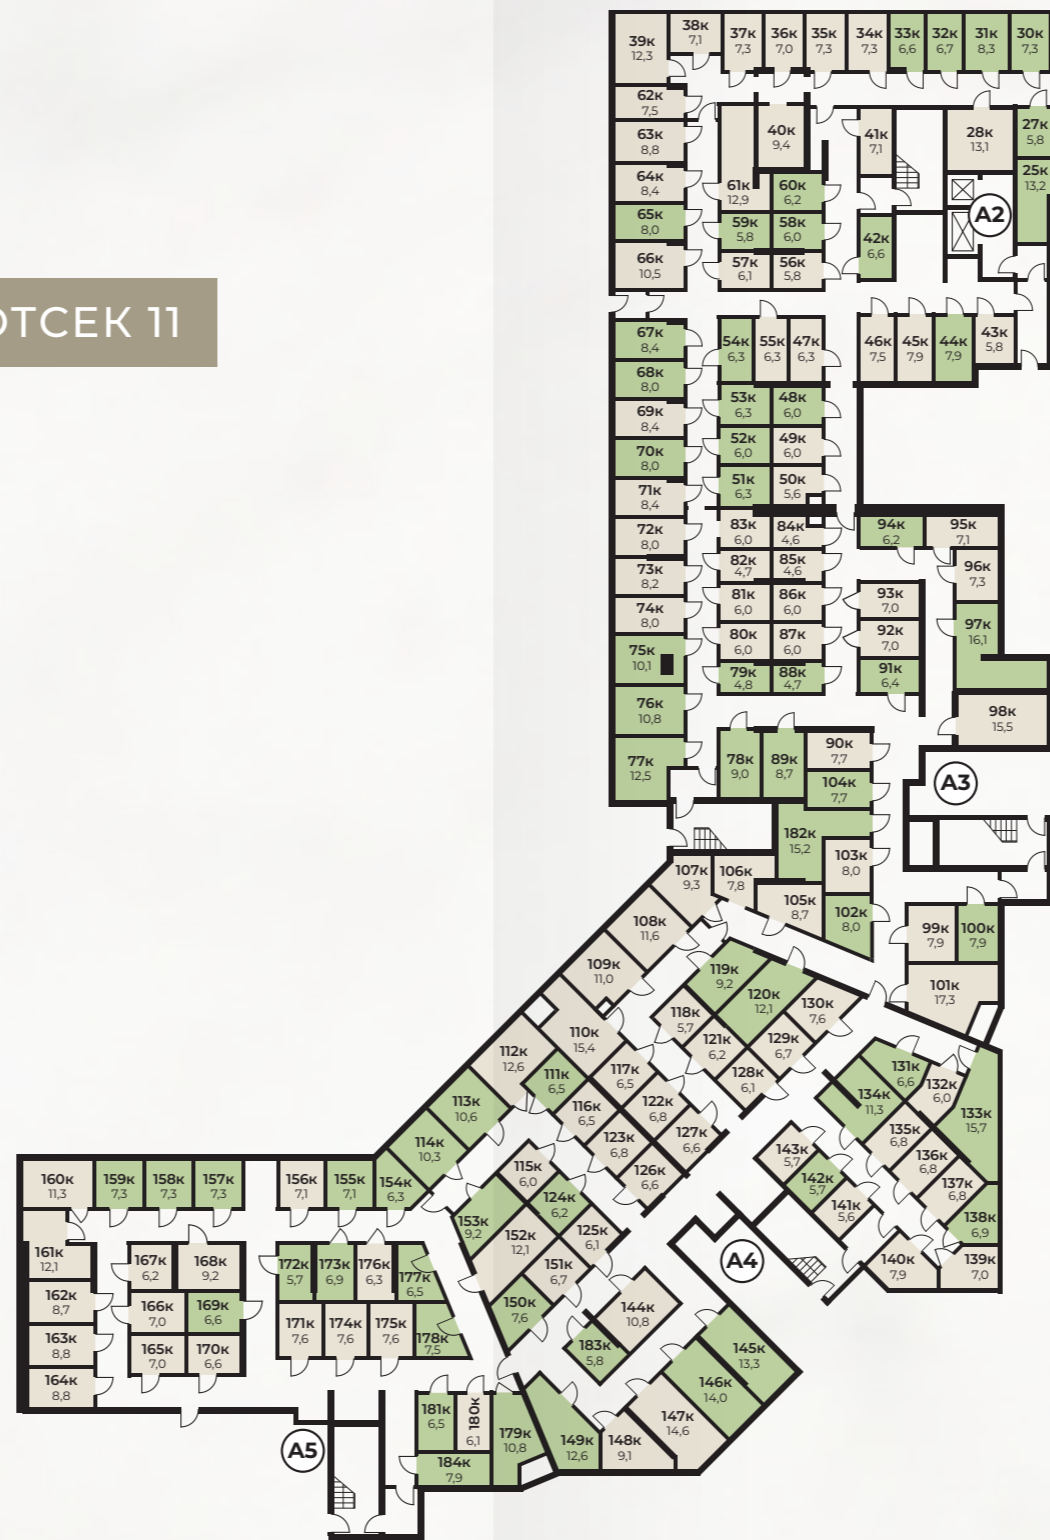 39к
12,3
38к
7,1
37к
7,3
36к
7,0
35к
7,3
34к
7,3
33к
6,6
32к
6,7
31к
8,3
30к
7,3
62к
7,5
63к
8,8
64к
8,4
65к
8,0
66к
10,5
40к
9,4
61к
12,9
60к
6,2
59к
5,8
58к
6,0
57к
6,1
56к
5,8
41к
7,1
42к
6,6
28к
13,1
27к
5,8
25к
13,2
А2
ОТСЕК 11
67к
8,4
68к
8,0
69к
8,4
70к
8,0
71к
8,4
72к
8,0
73к
8,2
74к
8,0
75к
10,1
76к
10,8
77к
12,5
54к
6,3
55к
6,3
47к
6,3
46к
7,5
45к
7,9
44к
7,9
43к
5,8
53к
6,3
48к
6,0
52к
6,0
49к
6,0
51к
6,3
50к
5,6
83к
6,0
84к
4,6
82к
4,7
85к
4,6
81к
6,0
86к
6,0
80к
6,0
87к
6,0
79к
4,8
88к
4,7
94к
6,2
95к
7,1
96к
7,3
93к
7,0
92к
7,0
91к
6,4
97к
16,1
98к
15,5
78к
9,0
89к
8,7
90к
7,7
104к
7,7
А3
182к
15,2
103к
8,0
107к
9,3
106к
7,8
105к
8,7
102к
8,0
108к
11,6
109к
11,0
99к
7,9
100к
7,9
101к
17,3
119к
9,2
120к
12,1
130к
7,6
118к
5,7
121к
6,2
129к
6,7
128к
6,1
110к
15,4
112к
12,6
111к
6,5
117к
6,5
116к
6,5
122к
6,8
123к
6,8
127к
6,6
126к
6,6
113к
10,6
114к
10,3
131к
6,6
132к
6,0
133к
15,7
134к
11,3
135к
6,8
136к
6,8
137к
6,8
138к
6,9
139к
7,0
140к
7,9
143к
5,7
142к
5,7
141к
5,6
115к
6,0
124к
6,2
125к
6,1
153к
9,2
152к
12,1
151к
6,7
150к
7,6
А4
144к
10,8
183к
5,8
145к
13,3
146к
14,0
147к
14,6
148к
9,1
149к
12,6
160к
11,3
159к
7,3
158к
7,3
157к
7,3
156к
7,1
155к
7,1
154к
6,3
161к
12,1
162к
8,7
163к
8,8
164к
8,8
167к
6,2
168к
9,2
166к
7,0
169к
6,6
165к
7,0
170к
6,6
172к
5,7
173к
6,9
176к
6,3
177к
6,5
171к
7,6
174к
7,6
175к
7,6
178к
7,5
А5
181к
6,5
180к
6,1
179к
10,8
184к
7,9